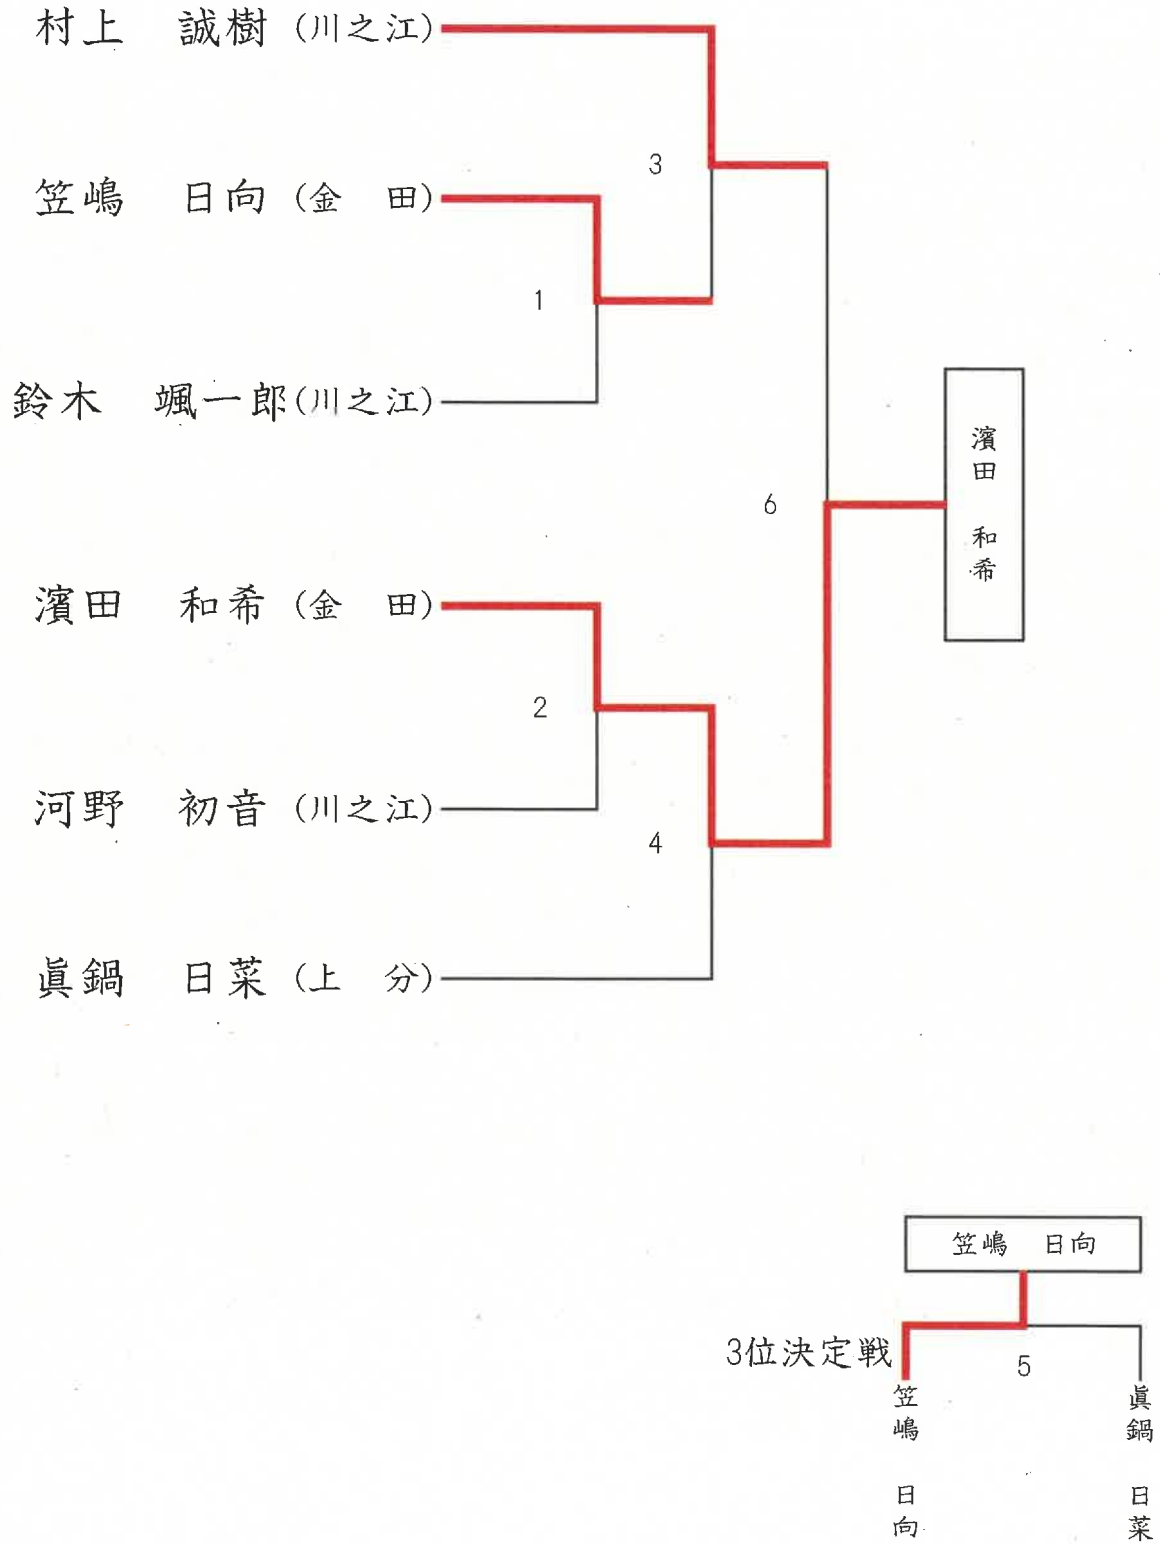 村上　誠樹（川之江）
3
笠嶋　日向（金　田）
1
鈴木　颯一郎（川之江）
濱田　和希
6
濱田　和希（金　田）
2
河野　初音（川之江）
4
眞鍋　日菜（上　分）
笠嶋　日向
3位決定戦
5
笠嶋　日向
眞鍋　日菜